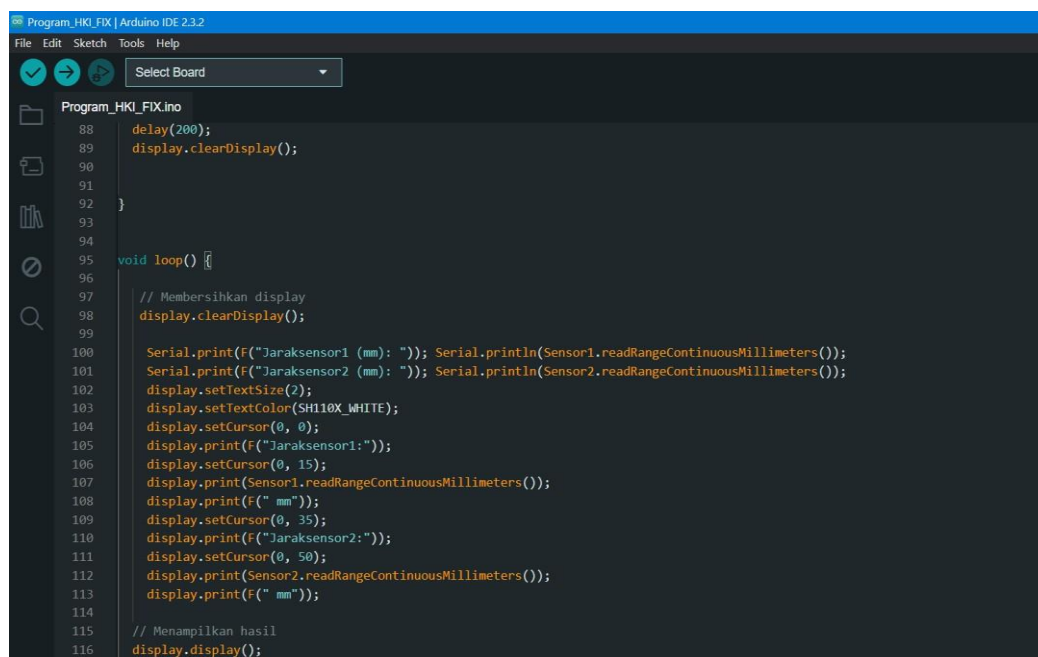 Program_HKI_FIX | Arduino IDE 2.3.2
File Edit Sketch Tools Help
Select Board
Program_HKI_FIX.ino
88 delay(200);
89 display.clearDisplay();
90
91
92 }
93
94
95 void loop() {
96
97 // Membersihkan display
98 display.clearDisplay();
99
100 Serial.print(F("Jaraksensor1 (mm): ")); Serial.println(Sensor1.readRangeContinuousMillimeters());
101 Serial.print(F("Jaraksensor2 (mm): ")); Serial.println(Sensor2.readRangeContinuousMillimeters());
102 display.setTextSize(2);
103 display.setTextColor(SH110X_WHITE);
104 display.setCursor(0, 0);
105 display.print(F("Jaraksensor1:"));
106 display.setCursor(0, 15);
107 display.print(Sensor1.readRangeContinuousMillimeters());
108 display.print(F(" mm"));
109 display.setCursor(0, 35);
110 display.print(F("Jaraksensor2:"));
111 display.setCursor(0, 50);
112 display.print(Sensor2.readRangeContinuousMillimeters());
113 display.print(F(" mm"));
114
115 // Menampilkan hasil
116 display.display();